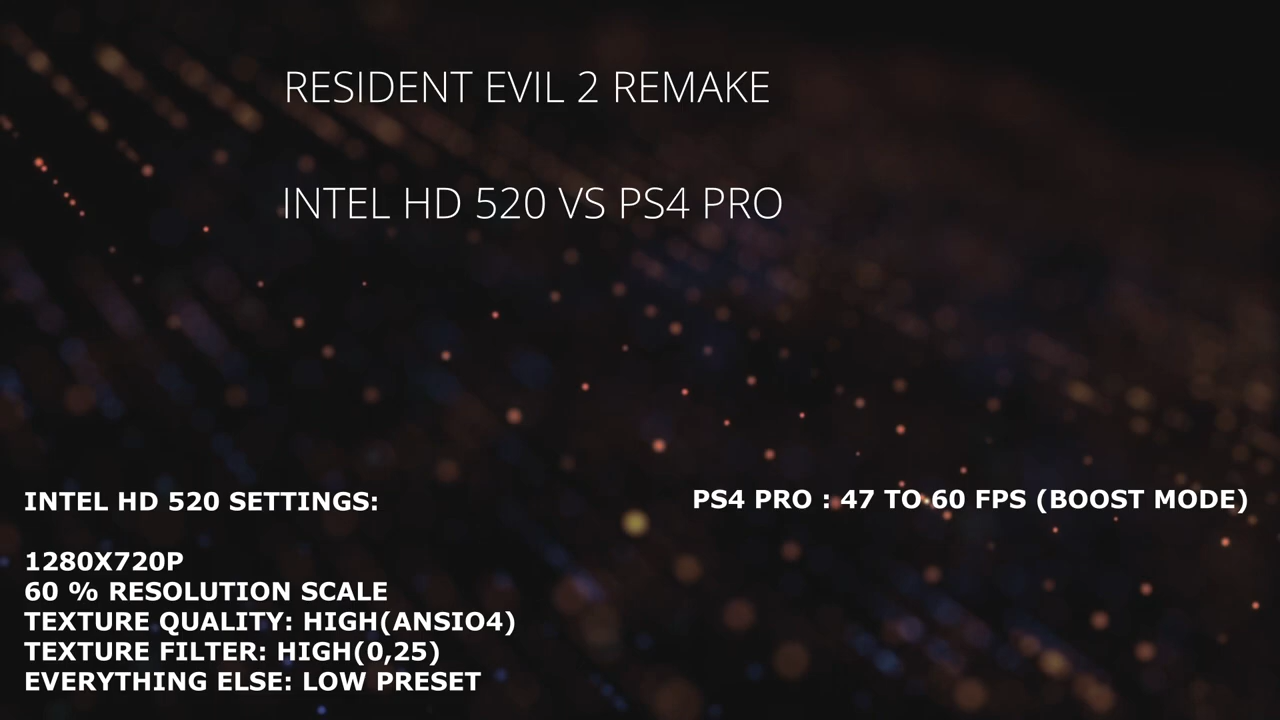 RESIDENT EVIL 2 REMAKE
INTEL HD 520 VS PS4 PRO
INTEL HD 520 SETTINGS:
1280X720P
60 % RESOLUTION SCALE
TEXTURE QUALITY: HIGH(ANSIO4)
TEXTURE FILTER: HIGH(0,25)
EVERYTHING ELSE: LOW PRESET
PS4 PRO : 47 TO 60 FPS (BOOST MODE)